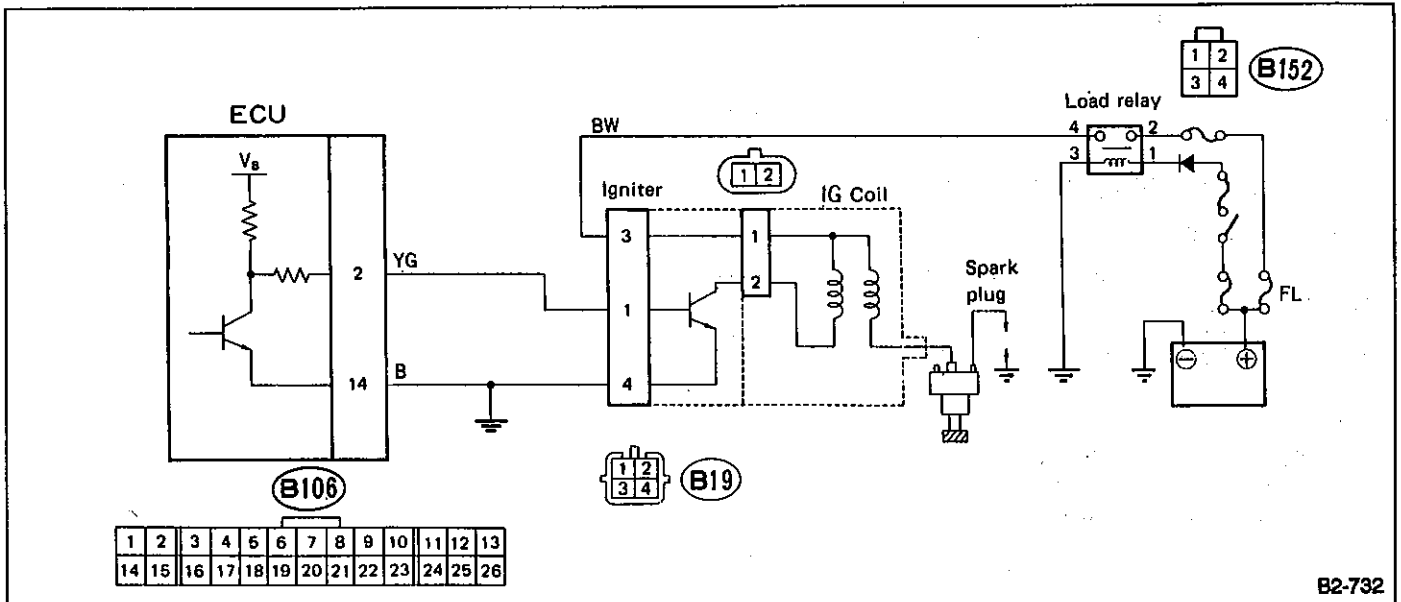 1 2
3 4
B152
ECU
Load relay
BW
4
2
3
1
VB
1 2
Igniter
IG Coil
3
1
2
YG
1
2
Spark
plug
FL
14
B
4
⊖ ⊕
B106
1 2
3 4
B19
1 2 3 4 5 6 7 8 9 10 11 12 13
14 15 16 17 18 19 20 21 22 23 24 25 26
B2-732